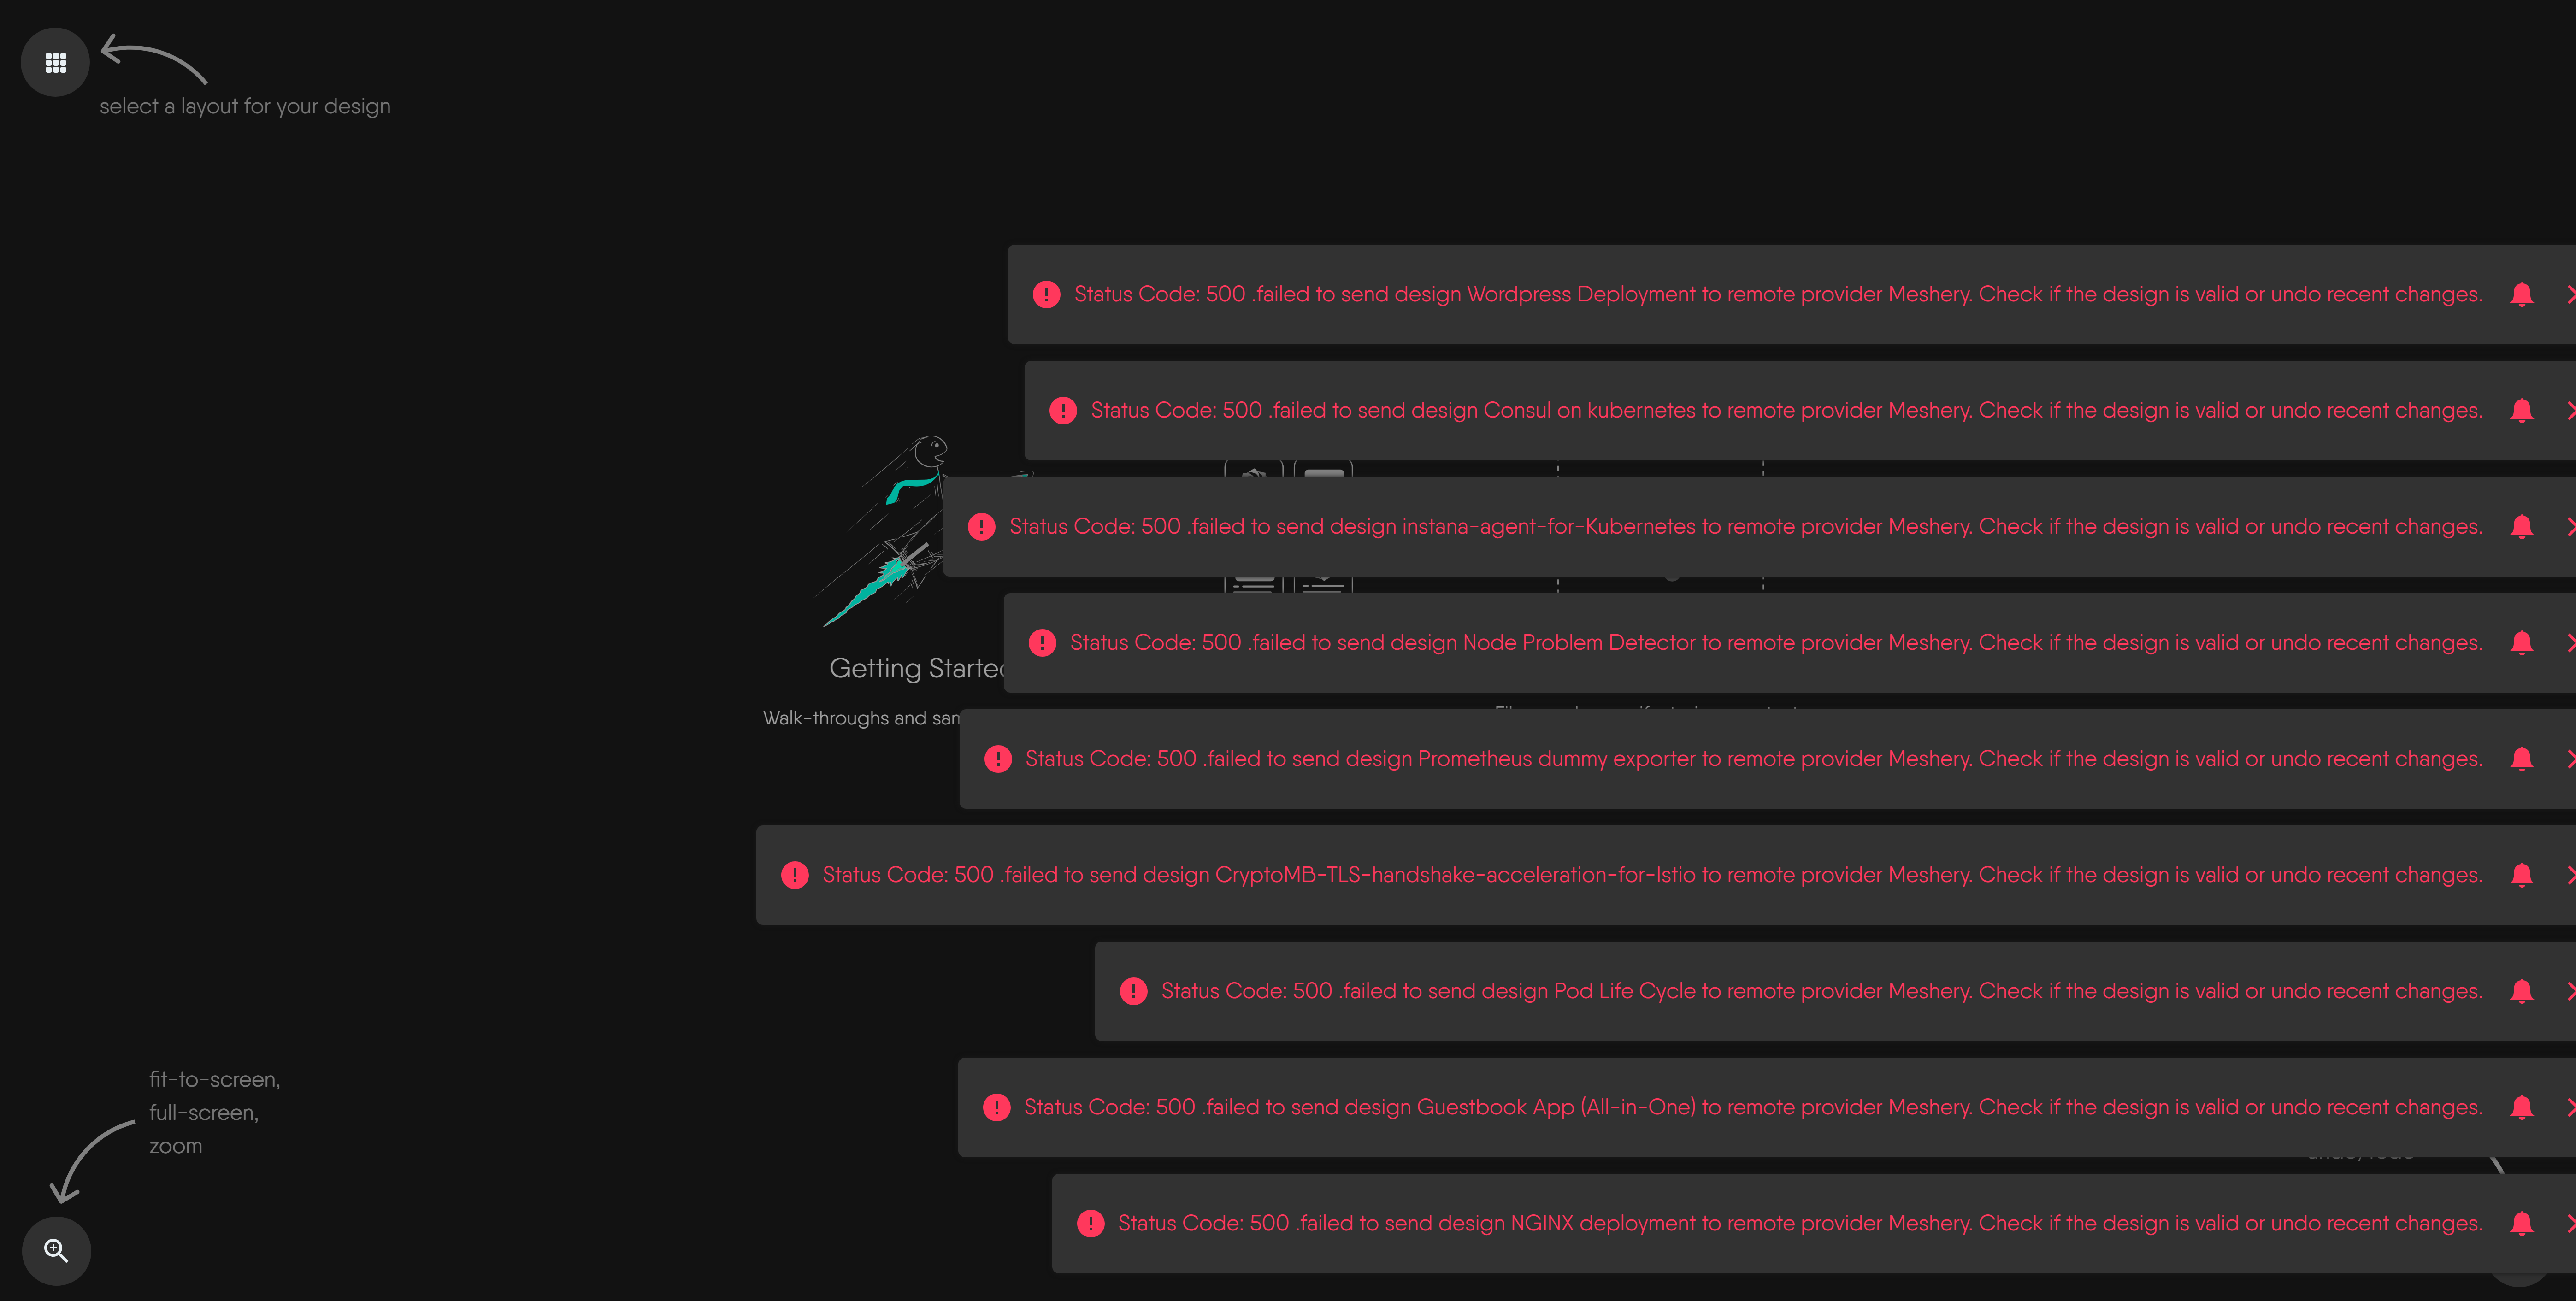 select a layout for your design
Status Code: 500 .failed to send design Wordpress Deployment to remote provider Meshery. Check if the design is valid or undo recent changes.
Status Code: 500 .failed to send design Consul on kubernetes to remote provider Meshery. Check if the design is valid or undo recent changes.
Status Code: 500 .failed to send design instana-agent-for-Kubernetes to remote provider Meshery. Check if the design is valid or undo recent changes.
Status Code: 500 .failed to send design Node Problem Detector to remote provider Meshery. Check if the design is valid or undo recent changes.
Getting Started
Walk-throughs and
Status Code: 500 .failed to send design Prometheus dummy exporter to remote provider Meshery. Check if the design is valid or undo recent changes.
Status Code: 500 .failed to send design CryptoMB-TLS-handshake-acceleration-for-Istio to remote provider Meshery. Check if the design is valid or undo recent changes.
Status Code: 500 .failed to send design Pod Life Cycle to remote provider Meshery. Check if the design is valid or undo recent changes.
Status Code: 500 .failed to send design Guestbook App (All-in-One) to remote provider Meshery. Check if the design is valid or undo recent changes.
Status Code: 500 .failed to send design NGINX deployment to remote provider Meshery. Check if the design is valid or undo recent changes.
fit-to-screen,
full-screen,
zoom